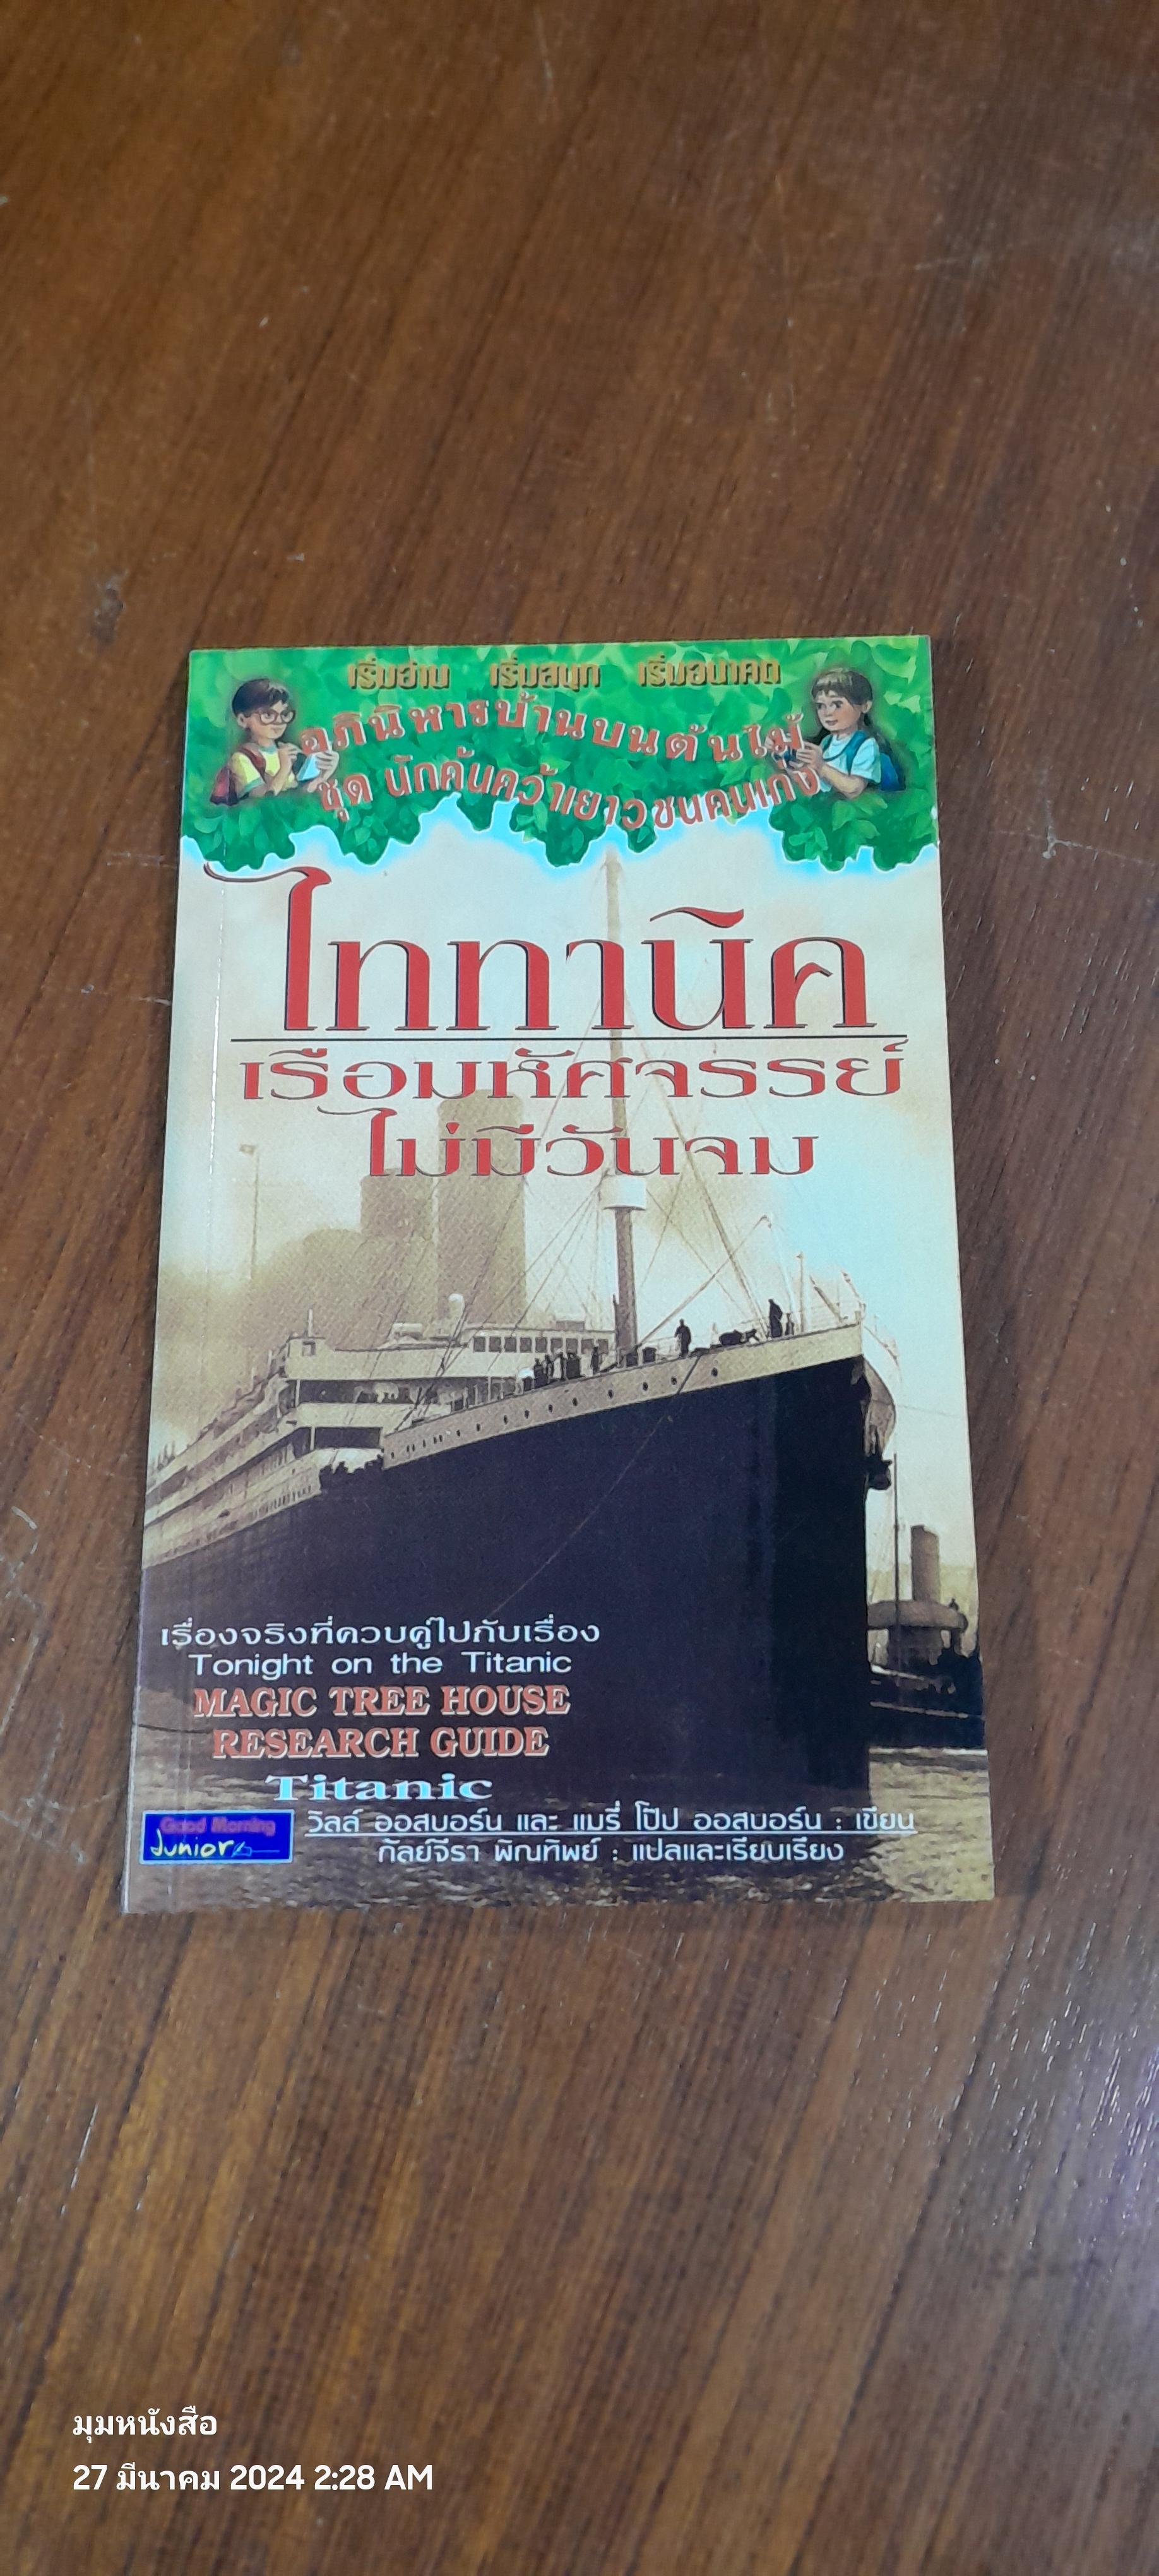 เริ่มอ่าน เริ่มสนุก เริ่มอนาคต
อภินิหารบ้านบนต้นไม้
ชุด นักค้นคว้าเยาวชนคนเก่ง
ไททานิค
เรือมหัศจรรย์
ไม่มีวันจม
เรื่องจริงที่ควบคู่ไปกับเรื่อง
Tonight on the Titanic
MAGIC TREE HOUSE
RESEARCH GUIDE
Titanic
Good Morning
Junior
วิลล์ ออสบอร์น และ แมรี่ โป๊ป ออสบอร์น : เขียน
กัลย์จีรา พิณทิพย์ : แปลและเรียบเรียง
มุมหนังสือ
27 มีนาคม 2024 2:28 AM